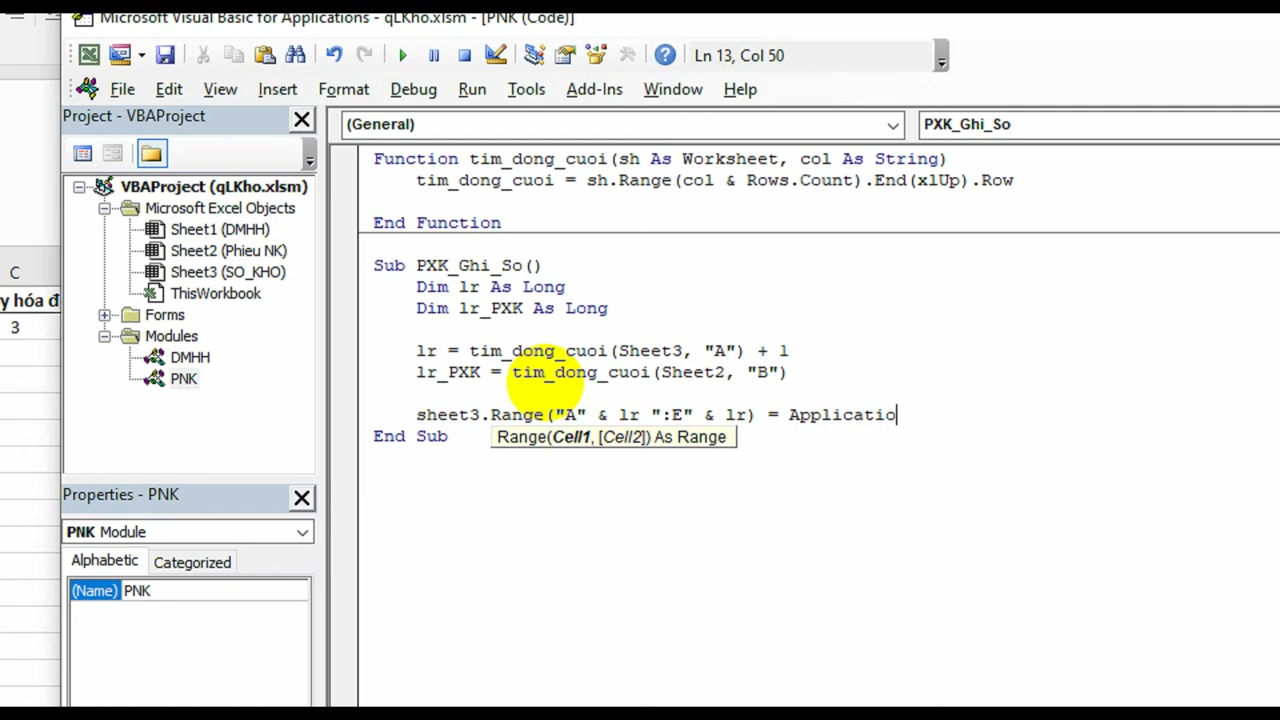 Microsoft Visual Basic for Applications - qLKho.xlsm - [PNK (Code)]
Ln 13, Col 50
File Edit View Insert Format Debug Run Tools Add-Ins Window Help
Project - VBAProject
(General)
PXK_Ghi_So
VBAProject (qLKho.xlsm)
Microsoft Excel Objects
Sheet1 (DMHH)
Sheet2 (Phieu NK)
Sheet3 (SO_KHO)
ThisWorkbook
Forms
Modules
DMHH
PNK
C
y hóa đ
3
Function tim_dong_cuoi(sh As Worksheet, col As String)
tim_dong_cuoi = sh.Range(col & Rows.Count).End(xlUp).Row
End Function
Sub PXK_Ghi_So()
Dim lr As Long
Dim lr_PXK As Long
lr = tim_dong_cuoi(Sheet3, "A") + 1
lr_PXK = tim_dong_cuoi(Sheet2, "B")
sheet3.Range("A" & lr ":E" & lr) = Applicatio
End Sub
Range(Cell1, [Cell2]) As Range
Properties - PNK
PNK Module
Alphabetic Categorized
(Name) PNK